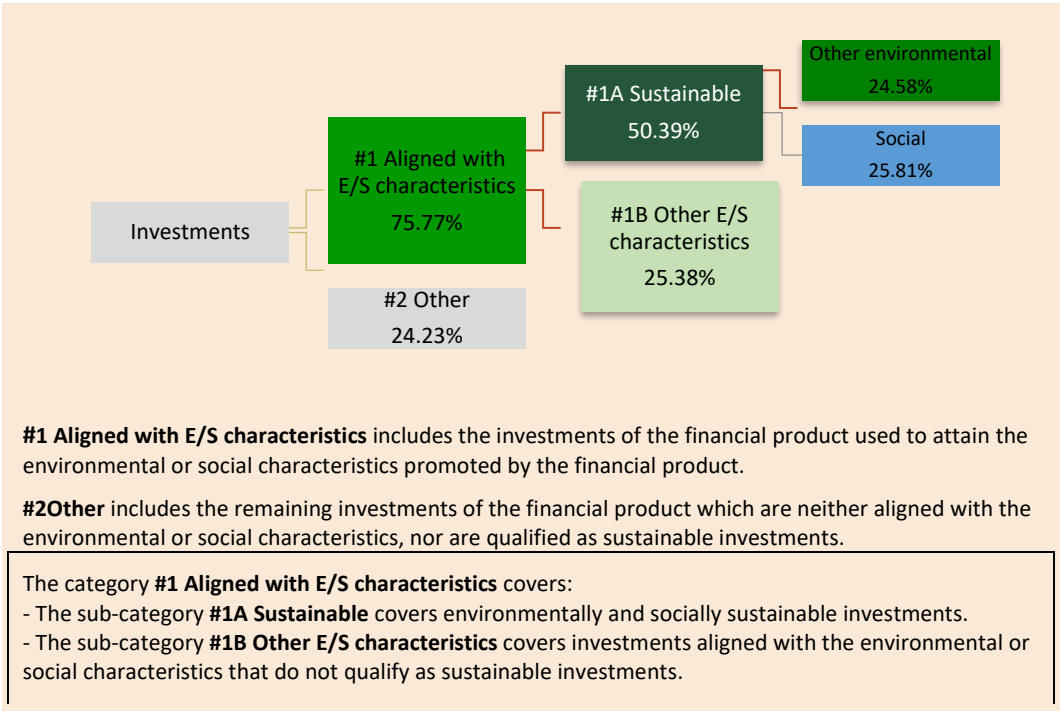 Other environmental
24.58%
#1A Sustainable
50.39%
Social
25.81%
#1 Aligned with
E/S characteristics
75.77%
#1B Other E/S
characteristics
25.38%
Investments
#2 Other
24.23%
#1 Aligned with E/S characteristics includes the investments of the financial product used to attain the
environmental or social characteristics promoted by the financial product.
#2Other includes the remaining investments of the financial product which are neither aligned with the
environmental or social characteristics, nor are qualified as sustainable investments.
The category #1 Aligned with E/S characteristics covers:
- The sub-category #1A Sustainable covers environmentally and socially sustainable investments.
- The sub-category #1B Other E/S characteristics covers investments aligned with the environmental or
social characteristics that do not qualify as sustainable investments.